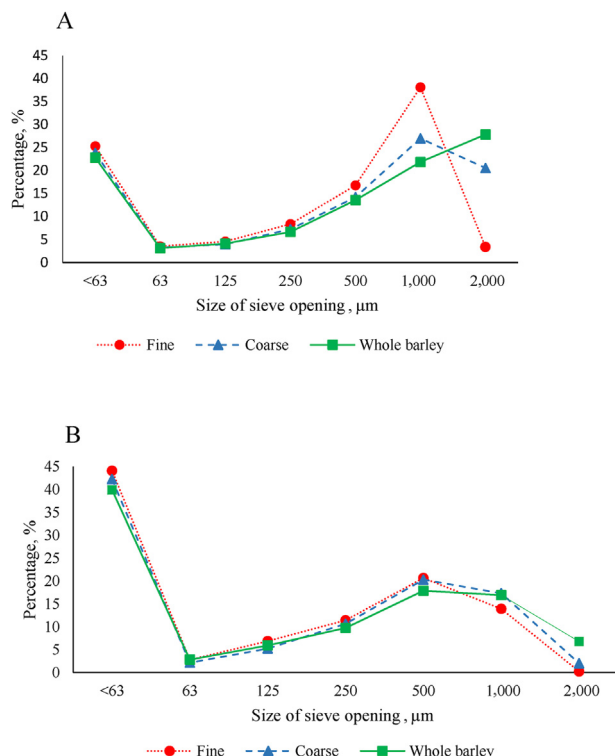 A
45
40
35
30
25
20
15
10
5
0
Percentage, %
<63 63 125 250 500 1,000 2,000
Size of sieve opening , μm
Fine Coarse Whole barley
B
45
40
35
30
25
20
15
10
5
0
Percentage, %
<63 63 125 250 500 1,000 2,000
Size of sieve opening , μm
Fine Coarse Whole barley